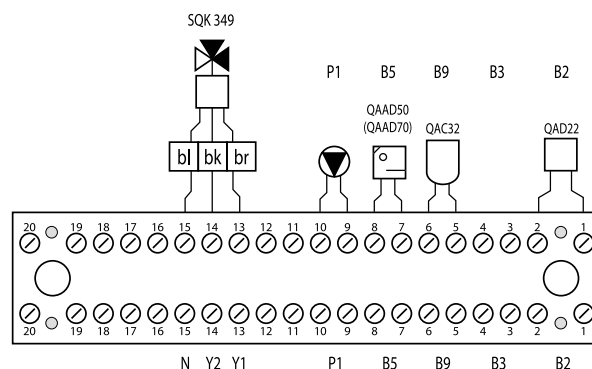 SQK 349
P1 B5 B9 B3 B2
QAAD50
(QAAD70) QAC32 QAD22
bl bk br
20 19 18 17 16 15 14 13 12 11 10 9 8 7 6 5 4 3 2 1
20 19 18 17 16 15 14 13 12 11 10 9 8 7 6 5 4 3 2 1
N Y2 Y1 P1 B5 B9 B3 B2